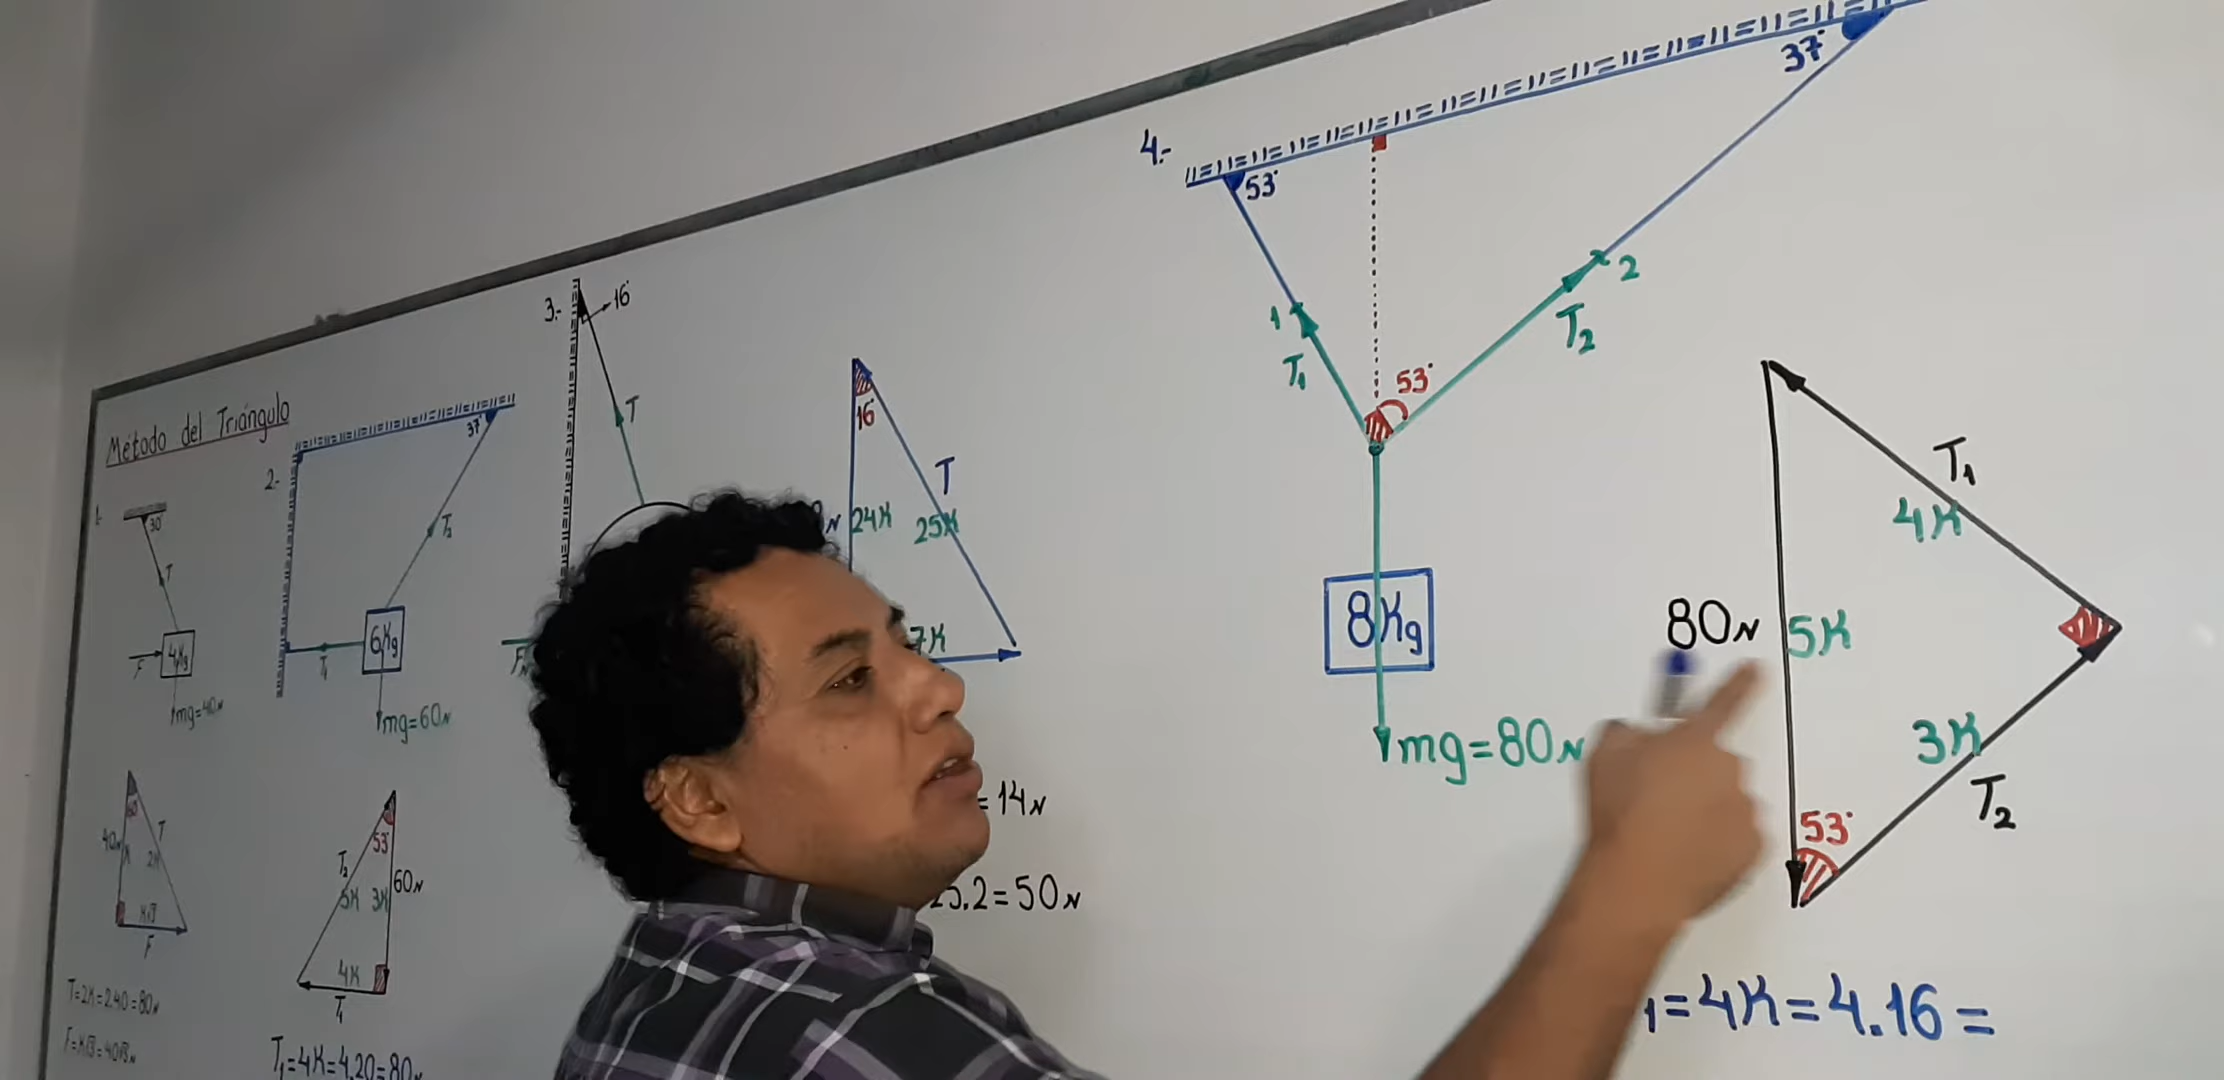 Método del Triángulo
1.-
30°
T
F
4Kg
mg=40N
40N
K
T
2K
K√3
F
T=2K=2.40=80N
F=K√3=40√3N
2.-
37°
T₂
T₁
6Kg
mg=60N
53°
T₂
5K
3K
60N
4K
T₁
T₁=4K=4.20=80N
3.-
16°
T
16°
T
24K
25K
7K
=14N
.2=50N
4.-
53°
37°
1
T₁
2
T₂
53°
8Kg
mg=80N
T₁
4K
80N
5K
3K
T₂
53°
1=4K=4.16=